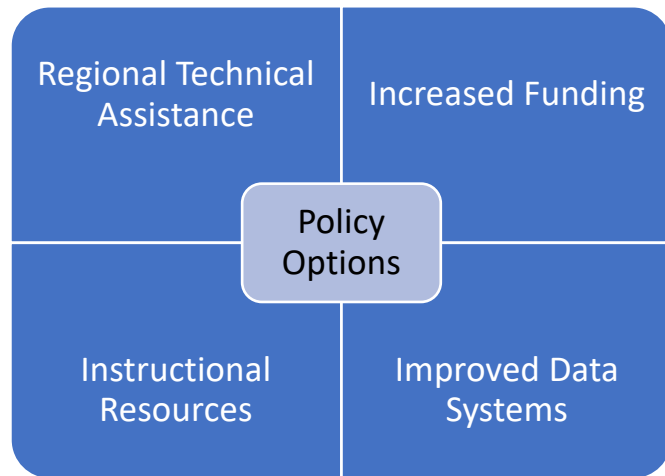 Regional Technical
Assistance
Increased Funding
Policy
Options
Instructional
Resources
Improved Data
Systems